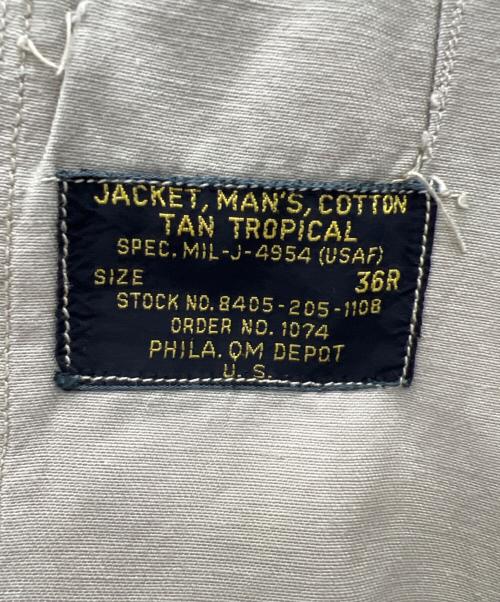 JACKET, MAN'S, COTTON
TAN TROPICAL
SPEC. MIL-J-4954 (USAF)
SIZE 36R
STOCK NO. 8405-205-1108
ORDER NO. 1074
PHILA. QM DEPOT
U. S.